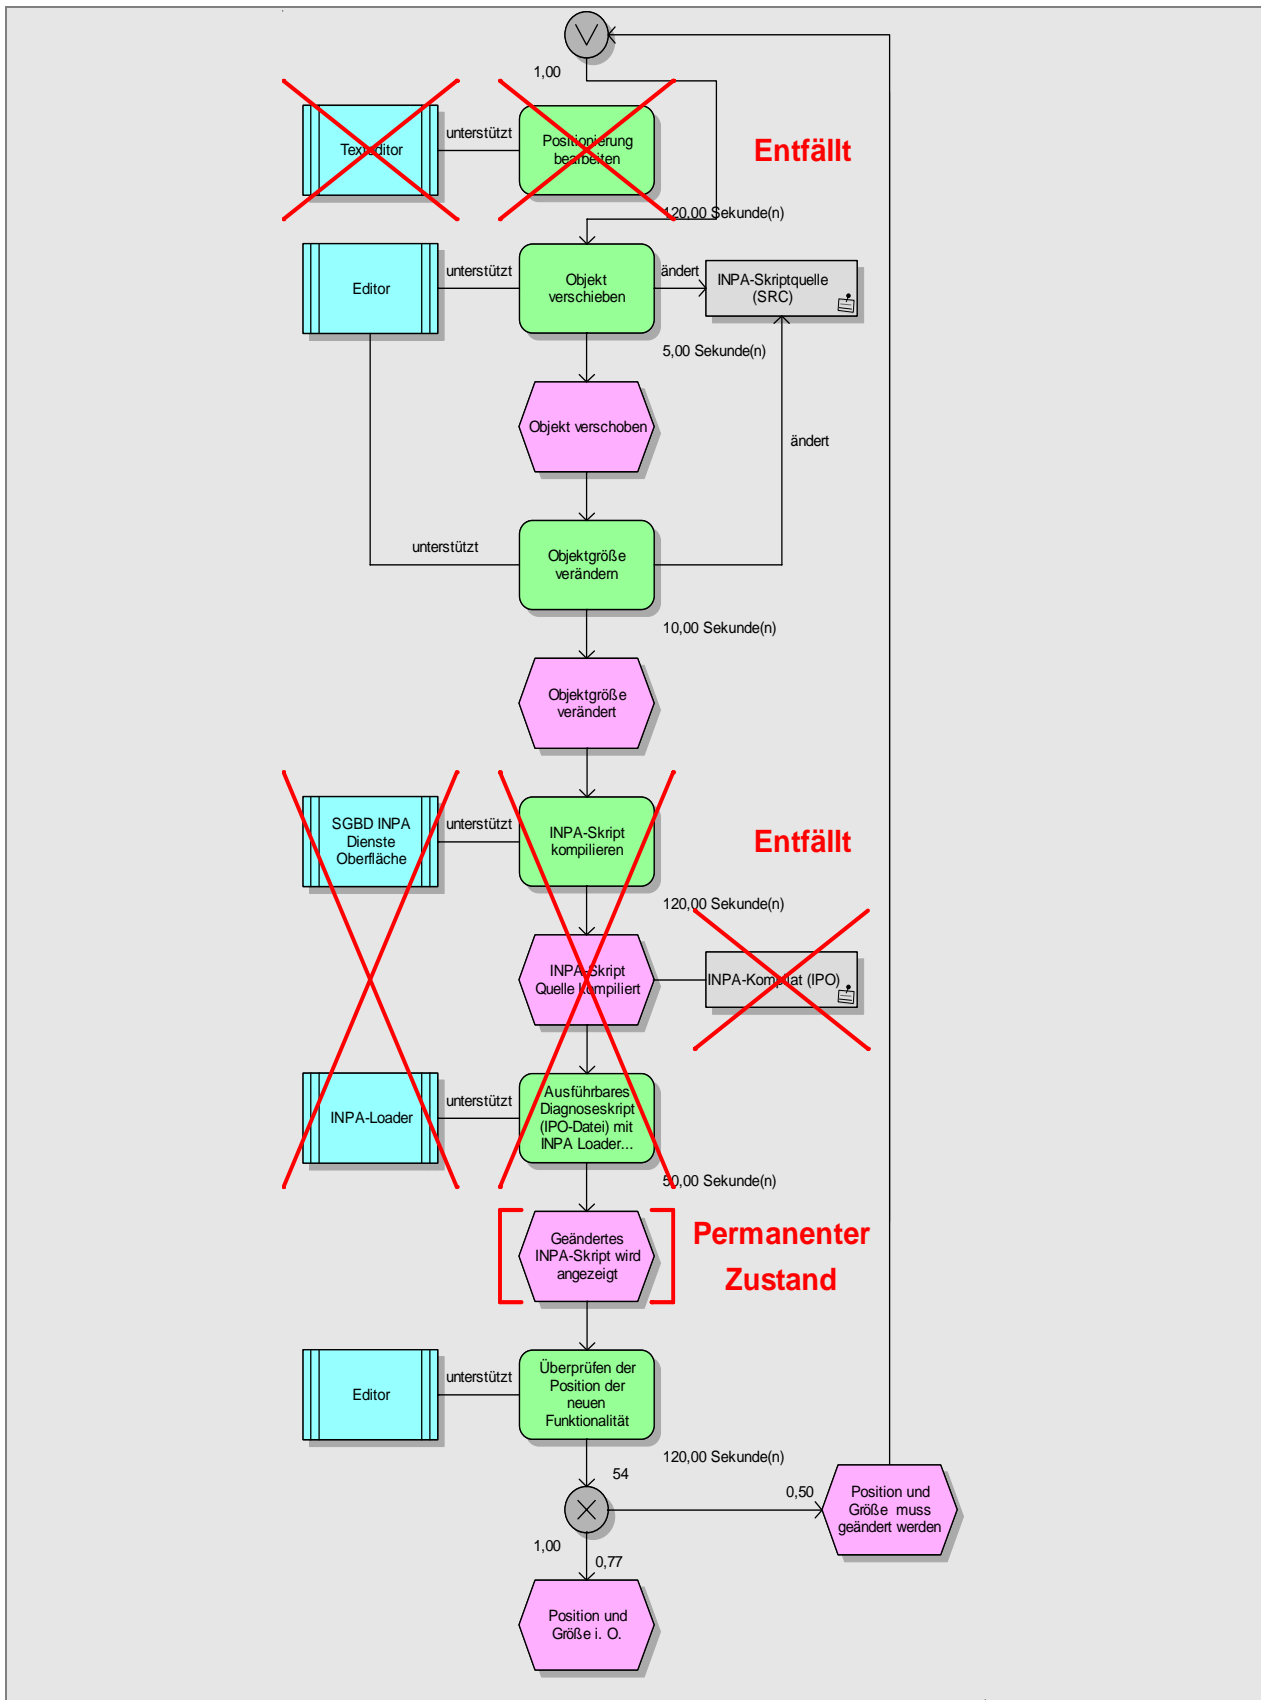 1,00
Texteditor
unterstützt
Positionierung
bearbeiten
Entfällt
120,00 Sekunde(n)
Editor
unterstützt
Objekt
verschieben
ändert
INPA-Skriptquelle
(SRC)
5,00 Sekunde(n)
Objekt verschoben
ändert
unterstützt
Objektgröße
verändern
10,00 Sekunde(n)
Objektgröße
verändert
SGBD INPA
Dienste
Oberfläche
unterstützt
INPA-Skript
kompilieren
Entfällt
120,00 Sekunde(n)
INPA-Skript
Quelle kompiliert
INPA-Kompilat (IPO)
INPA-Loader
unterstützt
Ausführbares
Diagnoseskript
(IPO-Datei) mit
INPA Loader...
50,00 Sekunde(n)
Geändertes
INPA-Skript wird
angezeigt
Permanenter
Zustand
Editor
unterstützt
Überprüfen der
Position der
neuen
Funktionalität
120,00 Sekunde(n)
54
0,50
Position und
Größe muss
geändert werden
1,00
0,77
Position und
Größe i. O.